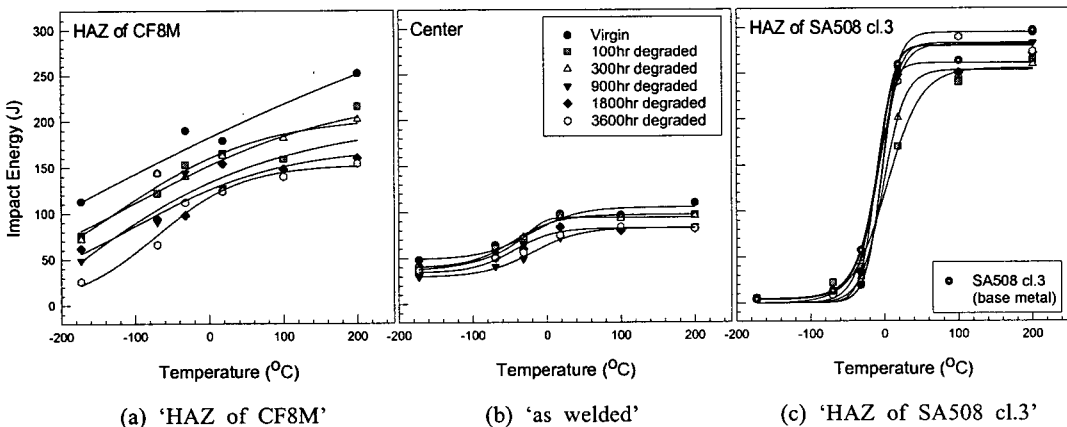 HAZ of CF8M
Center
HAZ of SA508 cl.3
Virgin
100hr degraded
300hr degraded
900hr degraded
1800hr degraded
3600hr degraded
SA508 cl.3
(base metal)
Impact Energy (J)
300
250
200
150
100
50
0
-200 -100 0 100 200
-100 0 100 200
-200 -100 0 100 200
Temperature (°C)
Temperature (°C)
Temperature (°C)
(a) ‘HAZ of CF8M’
(b) ‘as welded’
(c) ‘HAZ of SA508 cl.3’